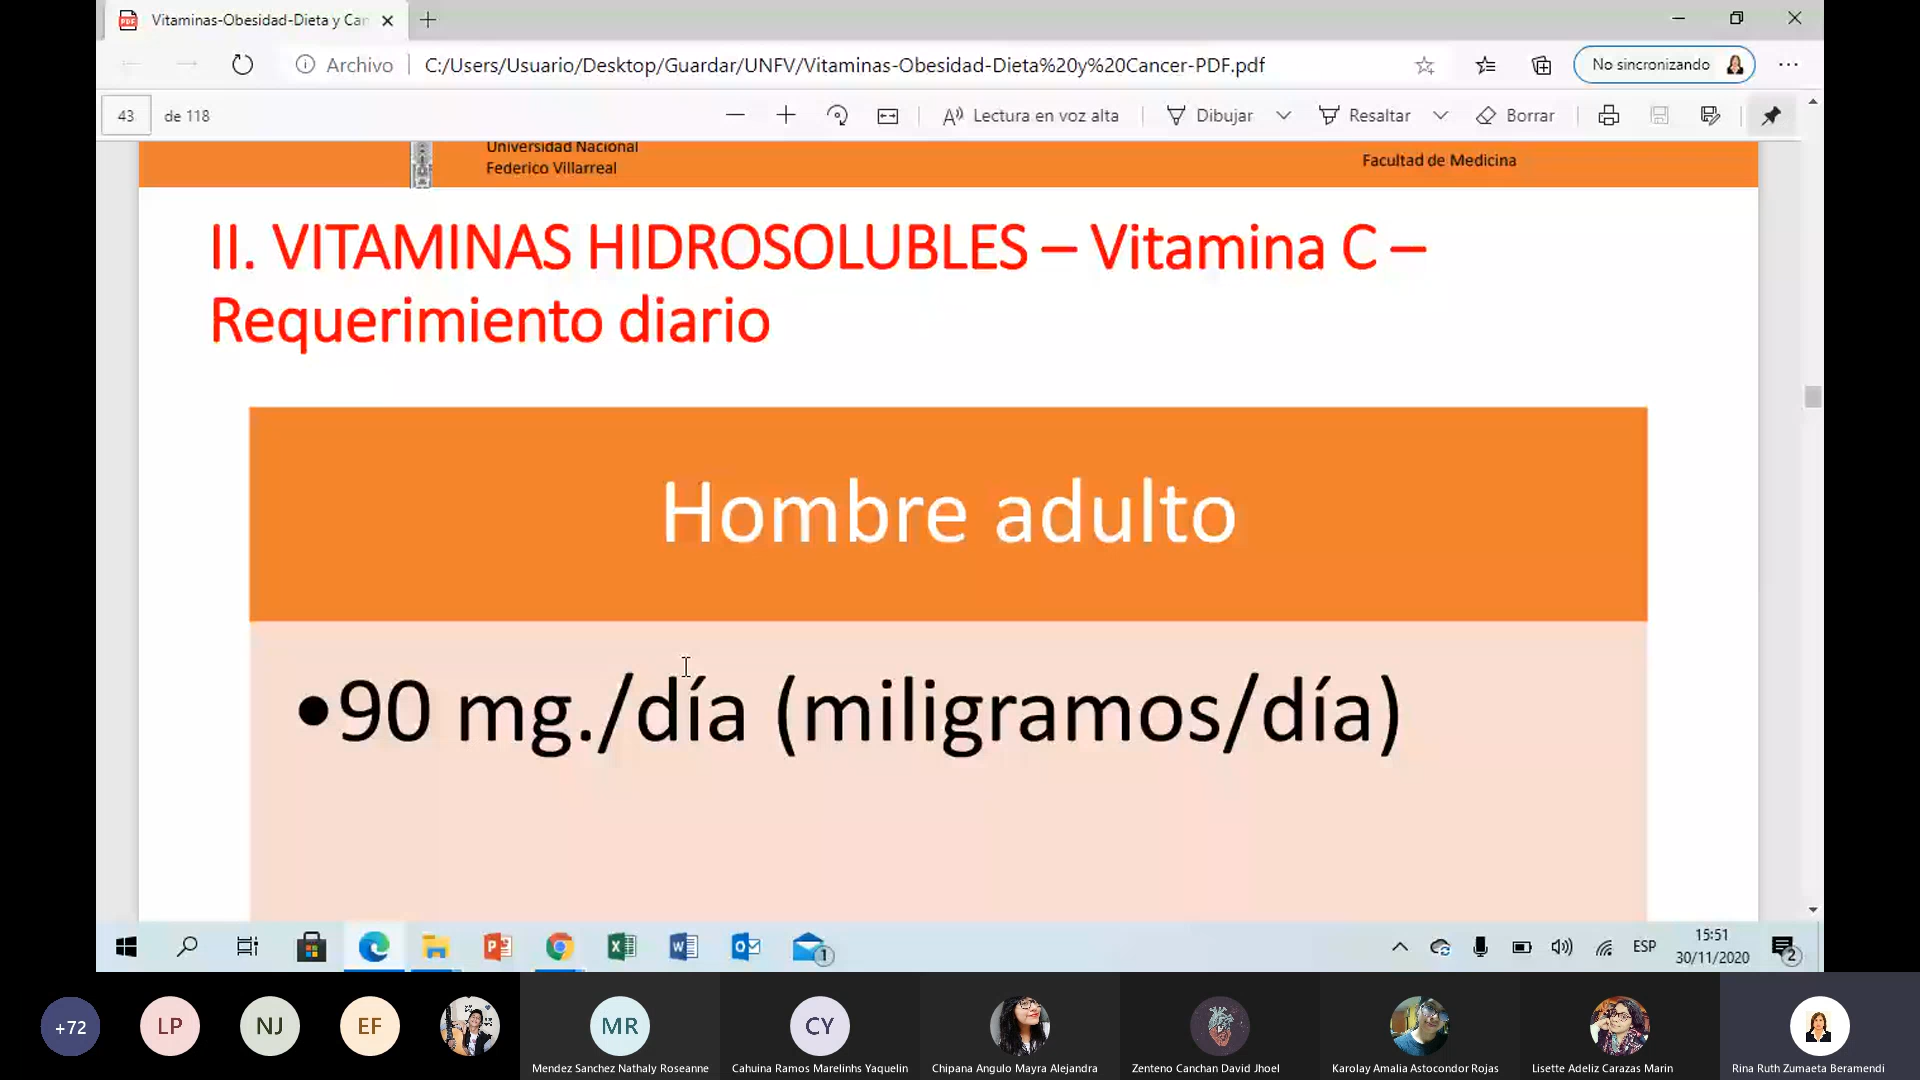 Vitaminas-Obesidad-Dieta y Can
Archivo
C:/Users/Usuario/Desktop/Guardar/UNFV/Vitaminas-Obesidad-Dieta%20y%20Cancer-PDF.pdf
No sincronizando
43 de 118
Lectura en voz alta
Dibujar
Resaltar
Borrar
Universidad Nacional
Federico Villarreal
Facultad de Medicina
II. VITAMINAS HIDROSOLUBLES – Vitamina C –
Requerimiento diario
Hombre adulto
•90 mg./día (miligramos/día)
ESP
15:51
30/11/2020
1
2
+72
LP
NJ
EF
MR
CY
Mendez Sanchez Nathaly Roseanne
Cahuina Ramos Marelinhs Yaquelin
Chipana Angulo Mayra Alejandra
Zenteno Canchan David Jhoel
Karolay Amalia Astocondor Rojas
Lisette Adeliz Carazas Marin
Rina Ruth Zumaeta Beramendi